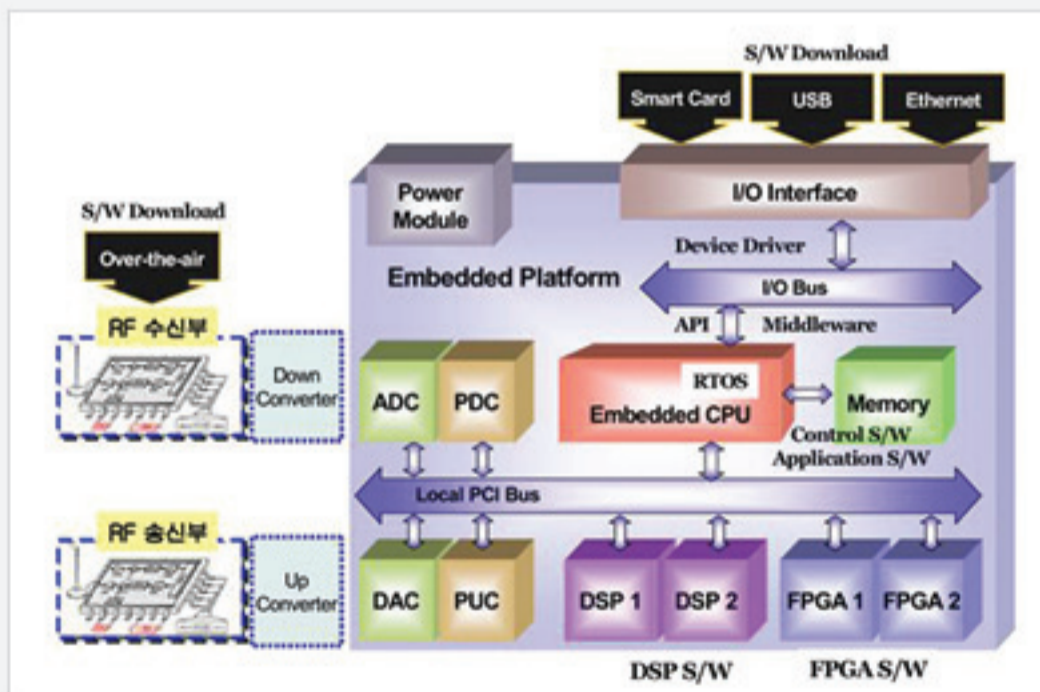 S/W Download
Smart Card
USB
Ethernet
Power
Module
I/O Interface
S/W Download
Over-the-air
Device Driver
Embedded Platform
I/O Bus
API
Middleware
RF 수신부
Down
Converter
ADC
PDC
RTOS
Embedded CPU
Memory
Control S/W
Application S/W
Local PCI Bus
RF 송신부
Up
Converter
DAC
PUC
DSP 1
DSP 2
FPGA 1
FPGA 2
DSP S/W
FPGA S/W